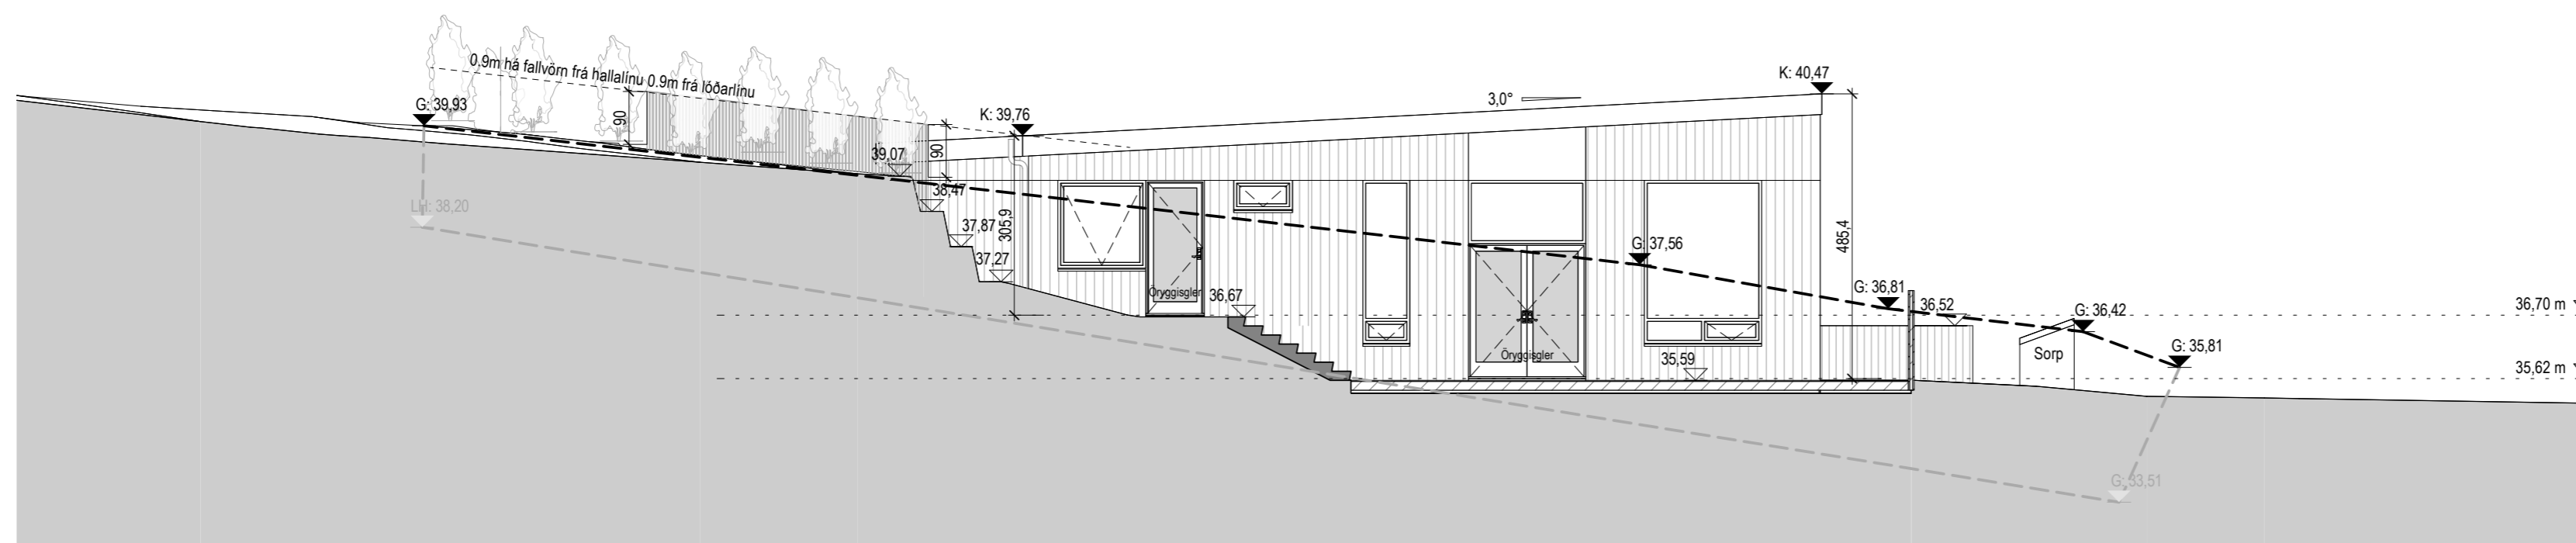 0.9m há fallvörn frá hallalínu 0.9m frá lóðarlínu
G: 39,93
90
LH: 38,20
39,07
90
38,47
37,87
305,9
37,27
K: 39,76
3,0°
K: 40,47
485,4
Öryggisgler
36,67
Öryggisgler
35,59
G: 37,56
G: 36,81
36,52
G: 36,42
Sorp
G: 35,81
G: 33,51
36,70 m
35,62 m